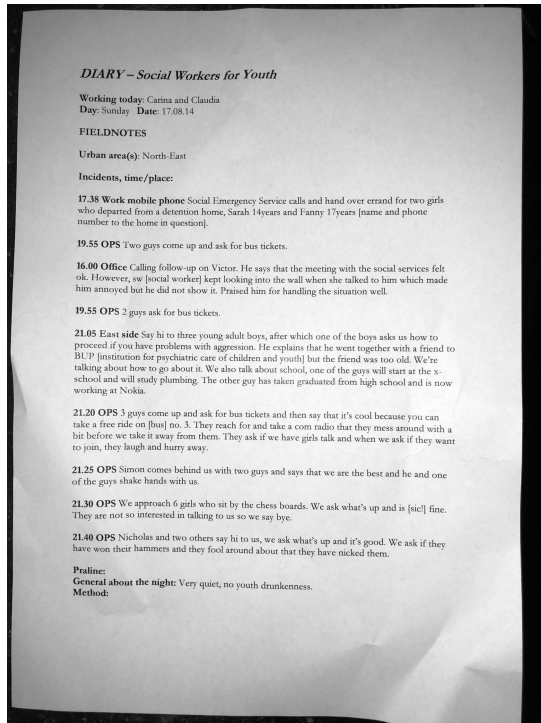 DIARY – Social Workers for Youth
Working today: Carina and Claudia
Day: Sunday Date: 17.08.14
FIELDNOTES
Urban area(s): North-East
Incidents, time/place:
17.38 Work mobile phone Social Emergency Service calls and hand over errand for two girls
who departed from a detention home, Sarah 14years and Fanny 17years [name and phone
number to the home in question].
19.55 OPS Two guys come up and ask for bus tickets.
16.00 Office Calling follow-up on Victor. He says that the meeting with the social services felt
ok. However, sw [social worker] kept looking into the wall when she talked to him which made
him annoyed but he did not show it. Praised him for handling the situation well.
19.55 OPS 2 guys ask for bus tickets.
21.05 East side Say hi to three young adult boys, after which one of the boys asks us how to
proceed if you have problems with aggression. He explains that he went together with a friend to
BUP [institution for psychiatric care of children and youth] but the friend was too old. We're
talking about how to go about it. We also talk about school, one of the guys will start at the x-
school and will study plumbing. The other guy has taken graduated from high school and is now
working at Nokia.
21.20 OPS 3 guys come up and ask for bus tickets and then say that it's cool because you can
take a free ride on [bus] no. 3. They reach for and take a com radio that they mess around with a
bit before we take it away from them. They ask if we have girls talk and when we ask if they want
to join, they laugh and hurry away.
21.25 OPS Simon comes behind us with two guys and says that we are the best and he and one
of the guys shake hands with us.
21.30 OPS We approach 6 girls who sit by the chess boards. We ask what's up and is [sic!] fine.
They are not so interested in talking to us so we say bye.
21.40 OPS Nicholas and two others say hi to us, we ask what's up and it's good. We ask if they
have won their hammers and they fool around about that they have nicked them.
Praline:
General about the night: Very quiet, no youth drunkenness.
Method: